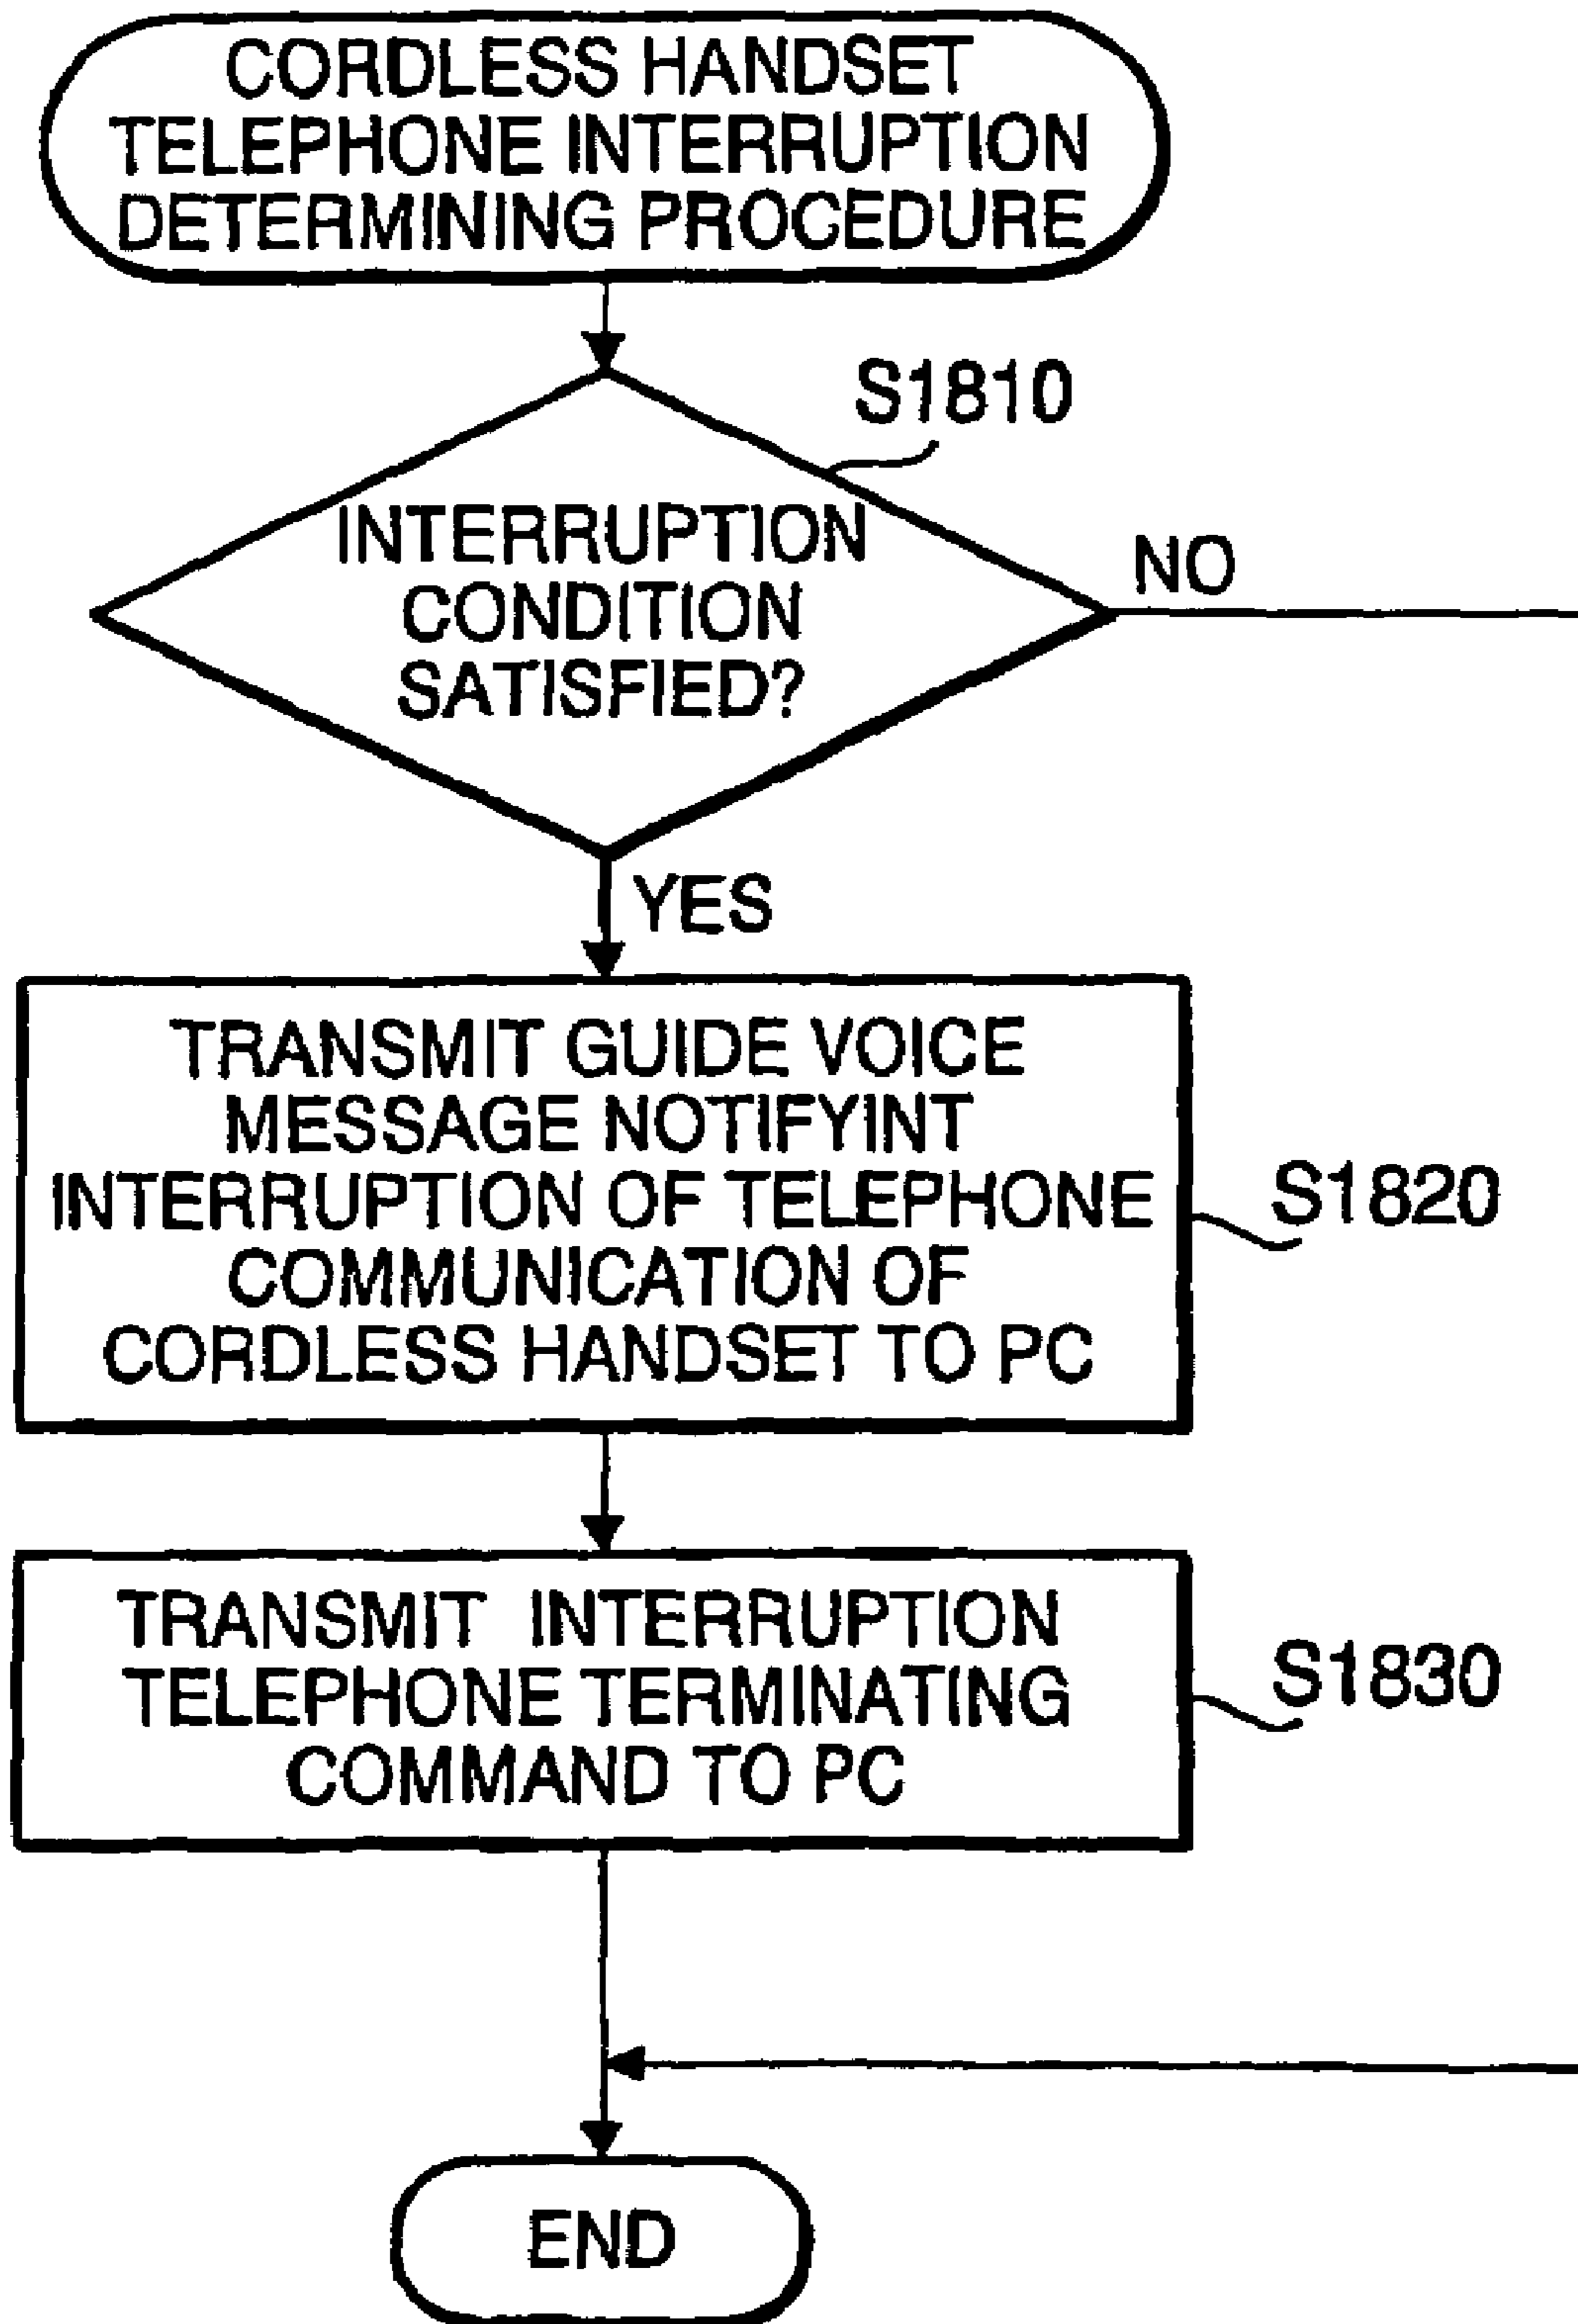 CORDLESS HANDSET
TELEPHONE INTERRUPTION
DETERMINING PROCEDURE
S1810
INTERRUPTION
CONDITION
SATISFIED?
NO
YES
TRANSMIT GUIDE VOICE
MESSAGE NOTIFYINT
INTERRUPTION OF TELEPHONE
COMMUNICATION OF
CORDLESS HANDSET TO PC
S1820
TRANSMIT INTERRUPTION
TELEPHONE TERMINATING
COMMAND TO PC
S1830
END